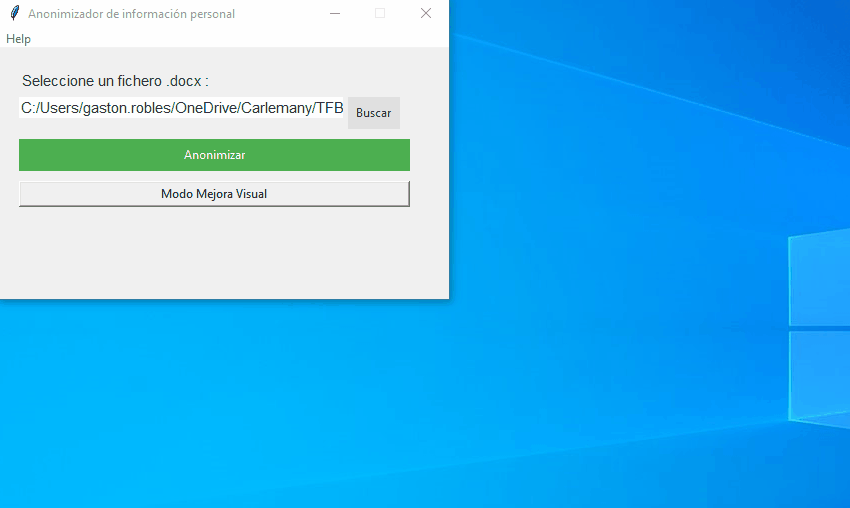 Anonimizador de información personal
Help
Seleccione un fichero .docx :
C:/Users/gaston.robles/OneDrive/Carlemany/TFB
Buscar
Anonimizar
Modo Mejora Visual